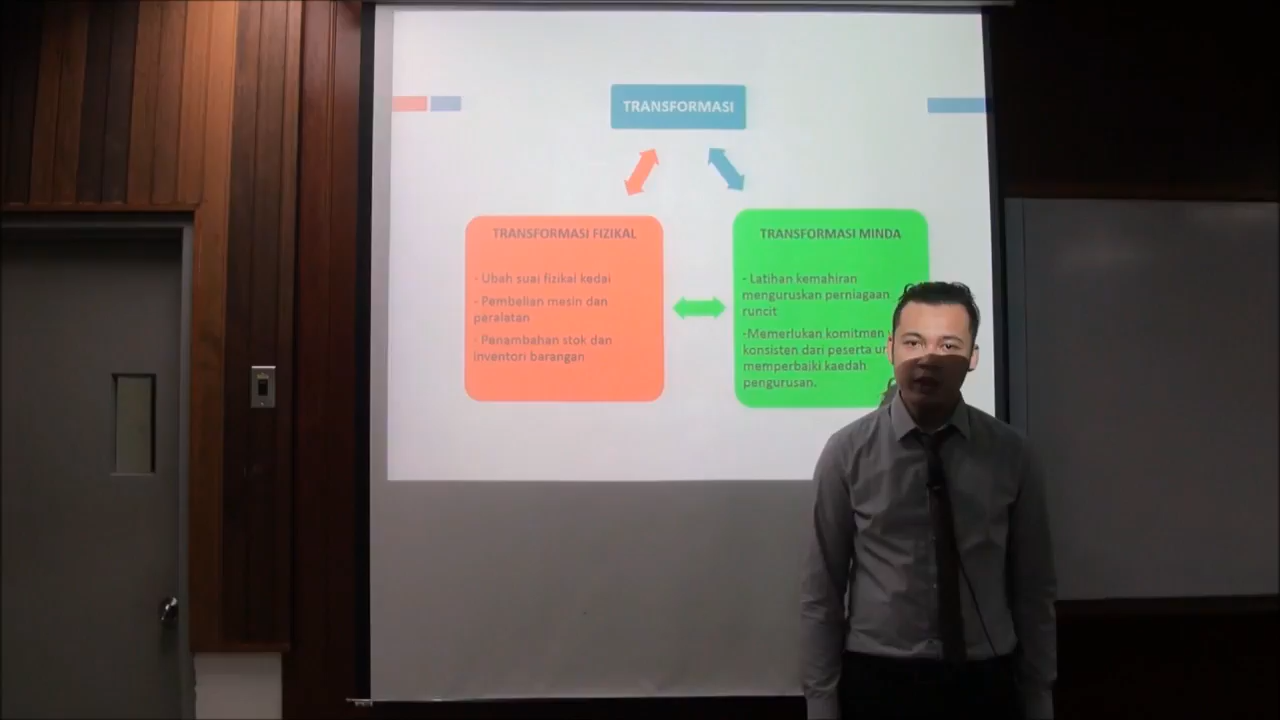 TRANSFORMASI
TRANSFORMASI FIZIKAL
- Ubah suai fizikal kedai
- Pembelian mesin dan
peralatan
- Penambahan stok dan
inventori barangan
TRANSFORMASI MINDA
- Latihan kemahiran
menguruskan perniagaan
runcit
-Memerlukan komitmen
konsisten dari peserta
memperbaiki kaedah
pengurusan.